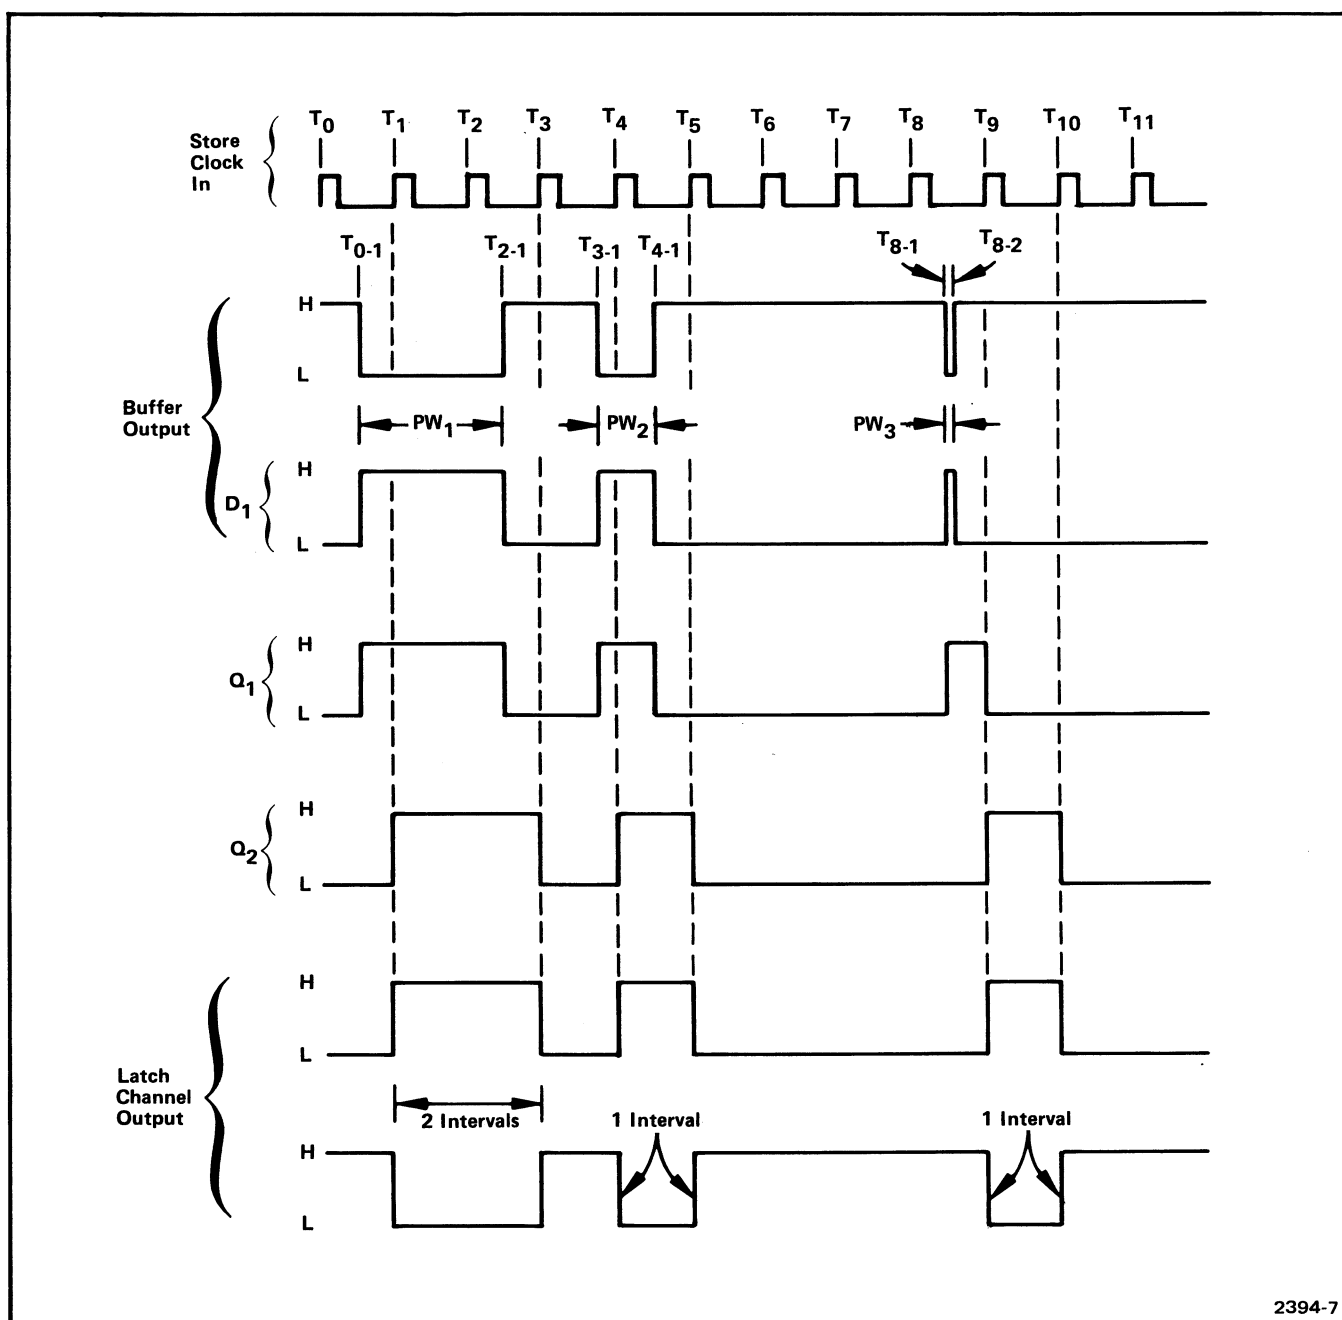 T0 T1 T2 T3 T4 T5 T6 T7 T8 T9 T10 T11
Store
Clock
In
T0-1 T2-1 T3-1 T4-1 T8-1 T8-2
H
L
Buffer
Output
PW1 PW2 PW3
H
D1
L
H
Q1
L
H
Q2
L
H
L
Latch
Channel
Output
2 Intervals 1 Interval 1 Interval
H
L
2394-7